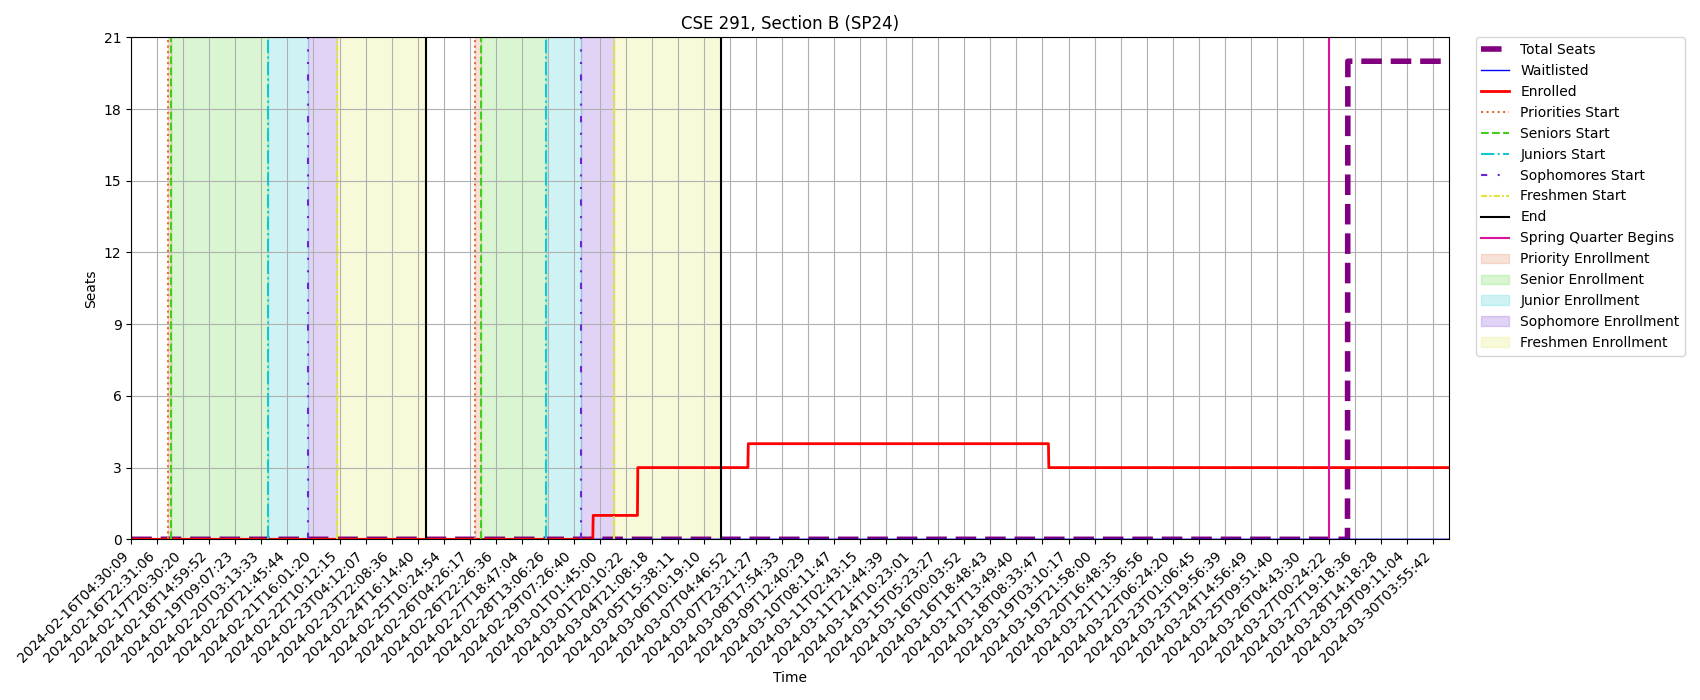 CSE 291, Section B (SP24)
21
18
15
12
9
6
3
0
Seats
2024-02-16T04:30:09
2024-02-16T22:31:06
2024-02-17T20:30:20
2024-02-18T14:59:52
2024-02-19T09:07:23
2024-02-20T03:13:33
2024-02-20T21:45:44
2024-02-21T16:01:20
2024-02-22T10:12:15
2024-02-23T04:12:07
2024-02-23T22:08:36
2024-02-24T16:14:40
2024-02-25T10:24:54
2024-02-26T04:26:17
2024-02-26T22:26:36
2024-02-27T18:47:04
2024-02-28T13:06:26
2024-02-29T07:26:40
2024-03-01T01:45:00
2024-03-01T20:10:22
2024-03-04T21:08:18
2024-03-05T15:38:11
2024-03-06T10:19:10
2024-03-07T04:46:52
2024-03-07T23:21:27
2024-03-08T17:54:33
2024-03-09T12:40:29
2024-03-10T08:11:47
2024-03-11T02:43:15
2024-03-11T21:44:39
2024-03-14T10:23:01
2024-03-15T05:23:27
2024-03-16T00:03:52
2024-03-16T18:48:43
2024-03-17T13:49:40
2024-03-18T08:33:47
2024-03-19T03:10:17
2024-03-19T21:58:00
2024-03-20T16:48:35
2024-03-21T11:36:56
2024-03-22T06:24:20
2024-03-23T01:06:45
2024-03-23T19:56:39
2024-03-24T14:56:49
2024-03-25T09:51:40
2024-03-26T04:43:30
2024-03-27T00:24:22
2024-03-27T19:18:36
2024-03-28T14:18:28
2024-03-29T09:11:04
2024-03-30T03:55:42
Time
Total Seats
Waitlisted
Enrolled
Priorities Start
Seniors Start
Juniors Start
Sophomores Start
Freshmen Start
End
Spring Quarter Begins
Priority Enrollment
Senior Enrollment
Junior Enrollment
Sophomore Enrollment
Freshmen Enrollment